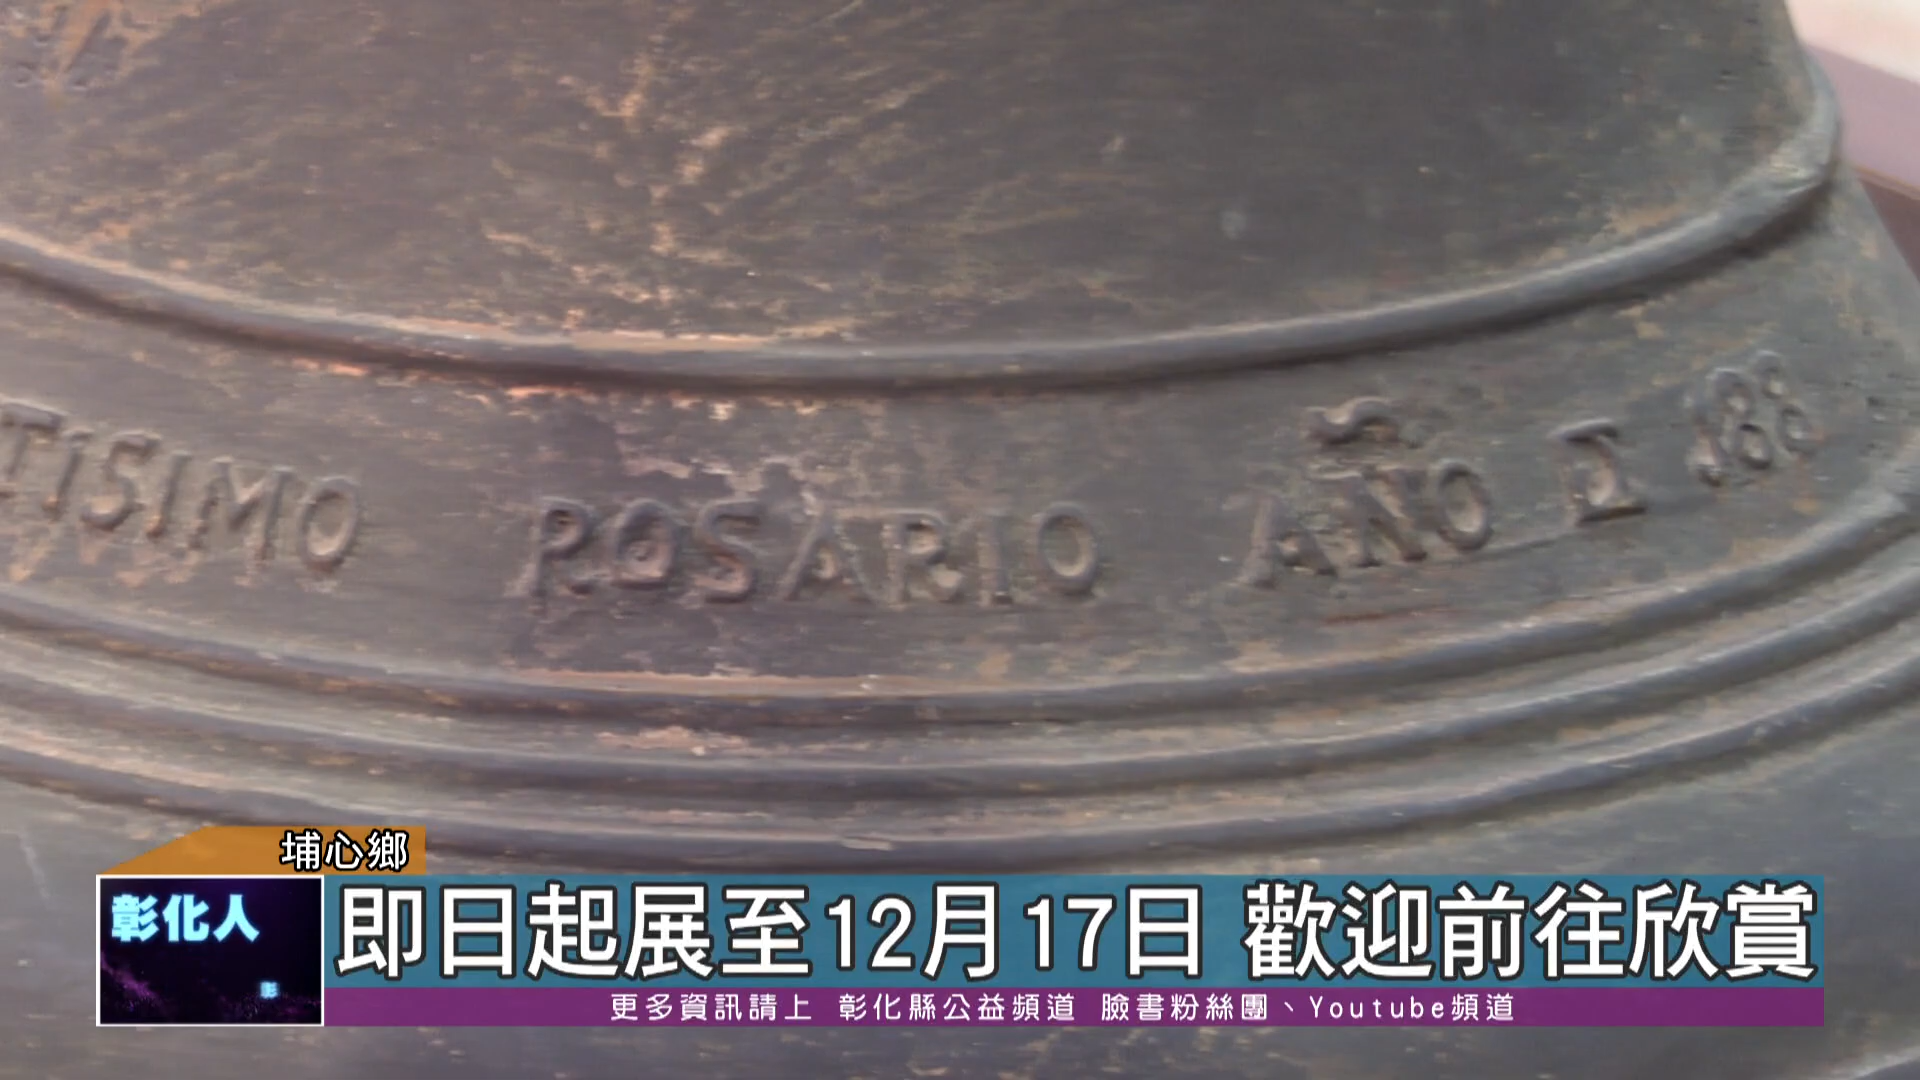 TISIMO ROSARIO AÑO D 188
埔心鄉
彰化人
即日起展至12月17日 歡迎前往欣賞
更多資訊請上 彰化縣公益頻道 臉書粉絲團、Youtube頻道